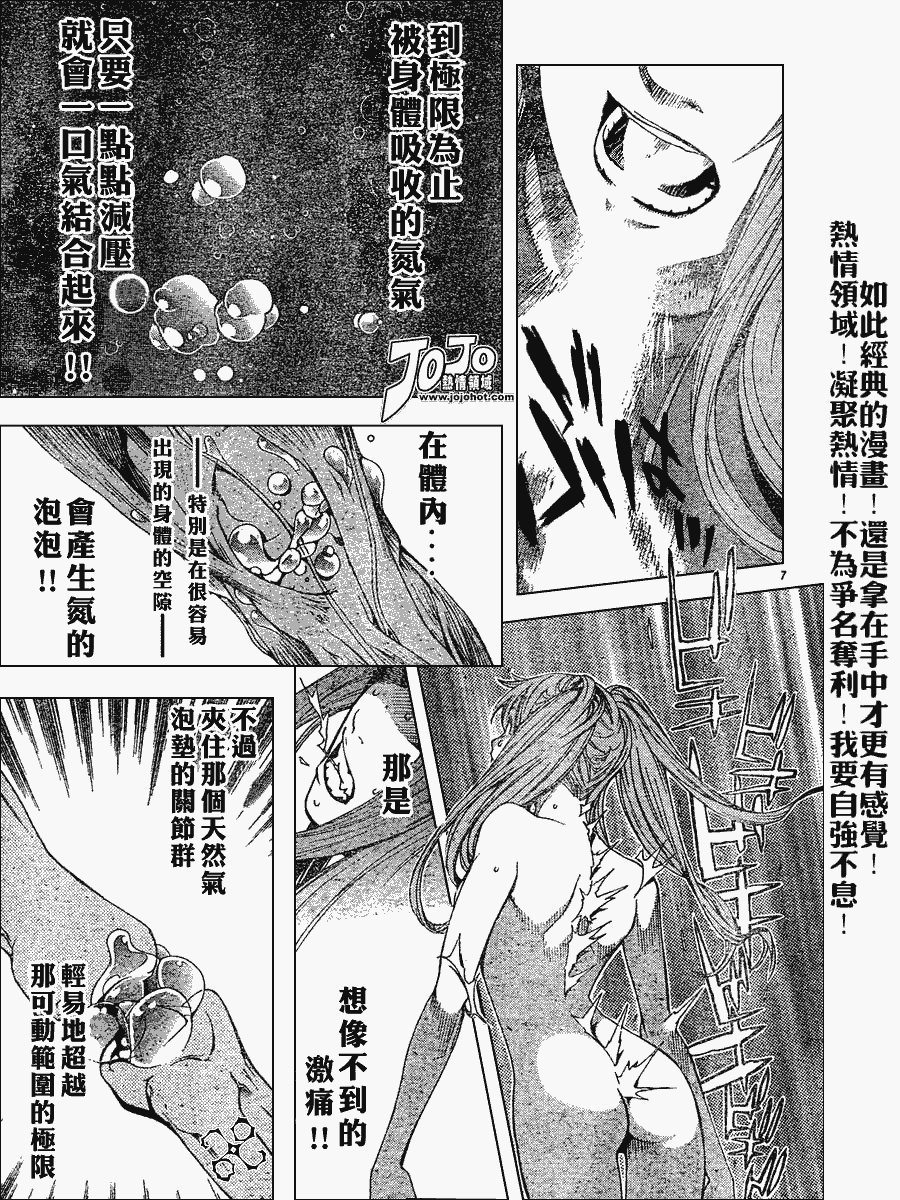 到極限為止
被身體吸收的氮氣
只要一點點減壓
就會一口氣結合起來!!
JOJO
熱情領域
www.jojohot.com
在體內‥‥
——特別是在很容易
出現的身體的空隙——
會產生氮的
泡泡!!
7
那是
想像不到的
激痛!!
不過
夾住那個天然氣
泡墊的關節群
輕易地超越
那可動範圍的極限
如此經典的漫畫！還是拿在手中才更有感覺！
熱情領域！凝聚熱情！不為爭名奪利！我要自強不息！